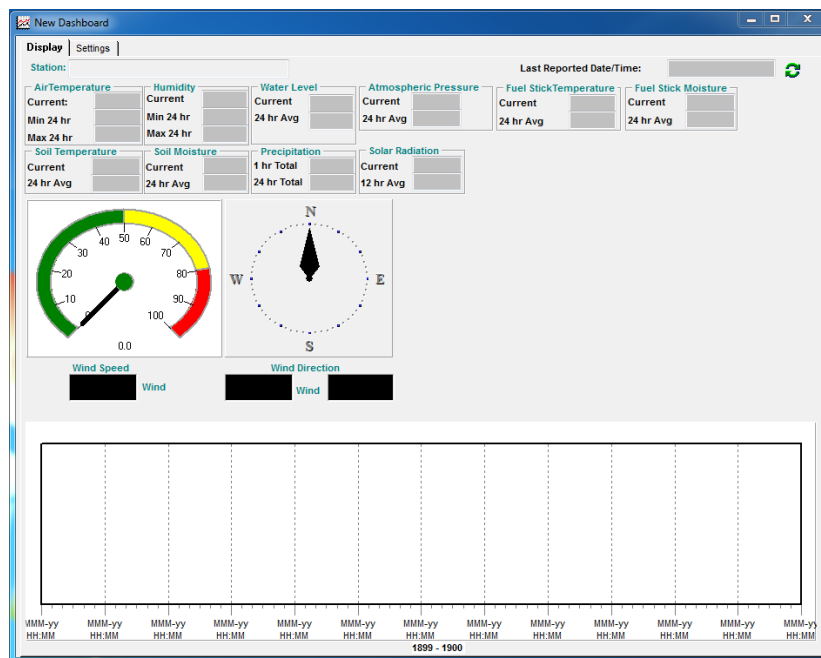 New Dashboard
Display Settings
Station: Last Reported Date/Time:
AirTemperature Humidity Water Level Atmospheric Pressure Fuel StickTemperature Fuel Stick Moisture
Current: Current Current Current Current Current
Min 24 hr Min 24 hr 24 hr Avg 24 hr Avg 24 hr Avg 24 hr Avg
Max 24 hr Max 24 hr
Soil Temperature Soil Moisture Precipitation Solar Radiation
Current Current 1 hr Total Current
24 hr Avg 24 hr Avg 24 hr Total 12 hr Avg
0 10 20 30 40 50 60 70 80 90 100
0.0
N
W E
S
Wind Speed Wind Direction
Wind Wind
MMM-yy MMM-yy MMM-yy MMM-yy MMM-yy MMM-yy MMM-yy MMM-yy MMM-yy MMM-yy MMM-yy MMM-yy MMM-yy
HH:MM HH:MM HH:MM HH:MM HH:MM HH:MM HH:MM HH:MM HH:MM HH:MM HH:MM HH:MM HH:MM
1899 - 1900